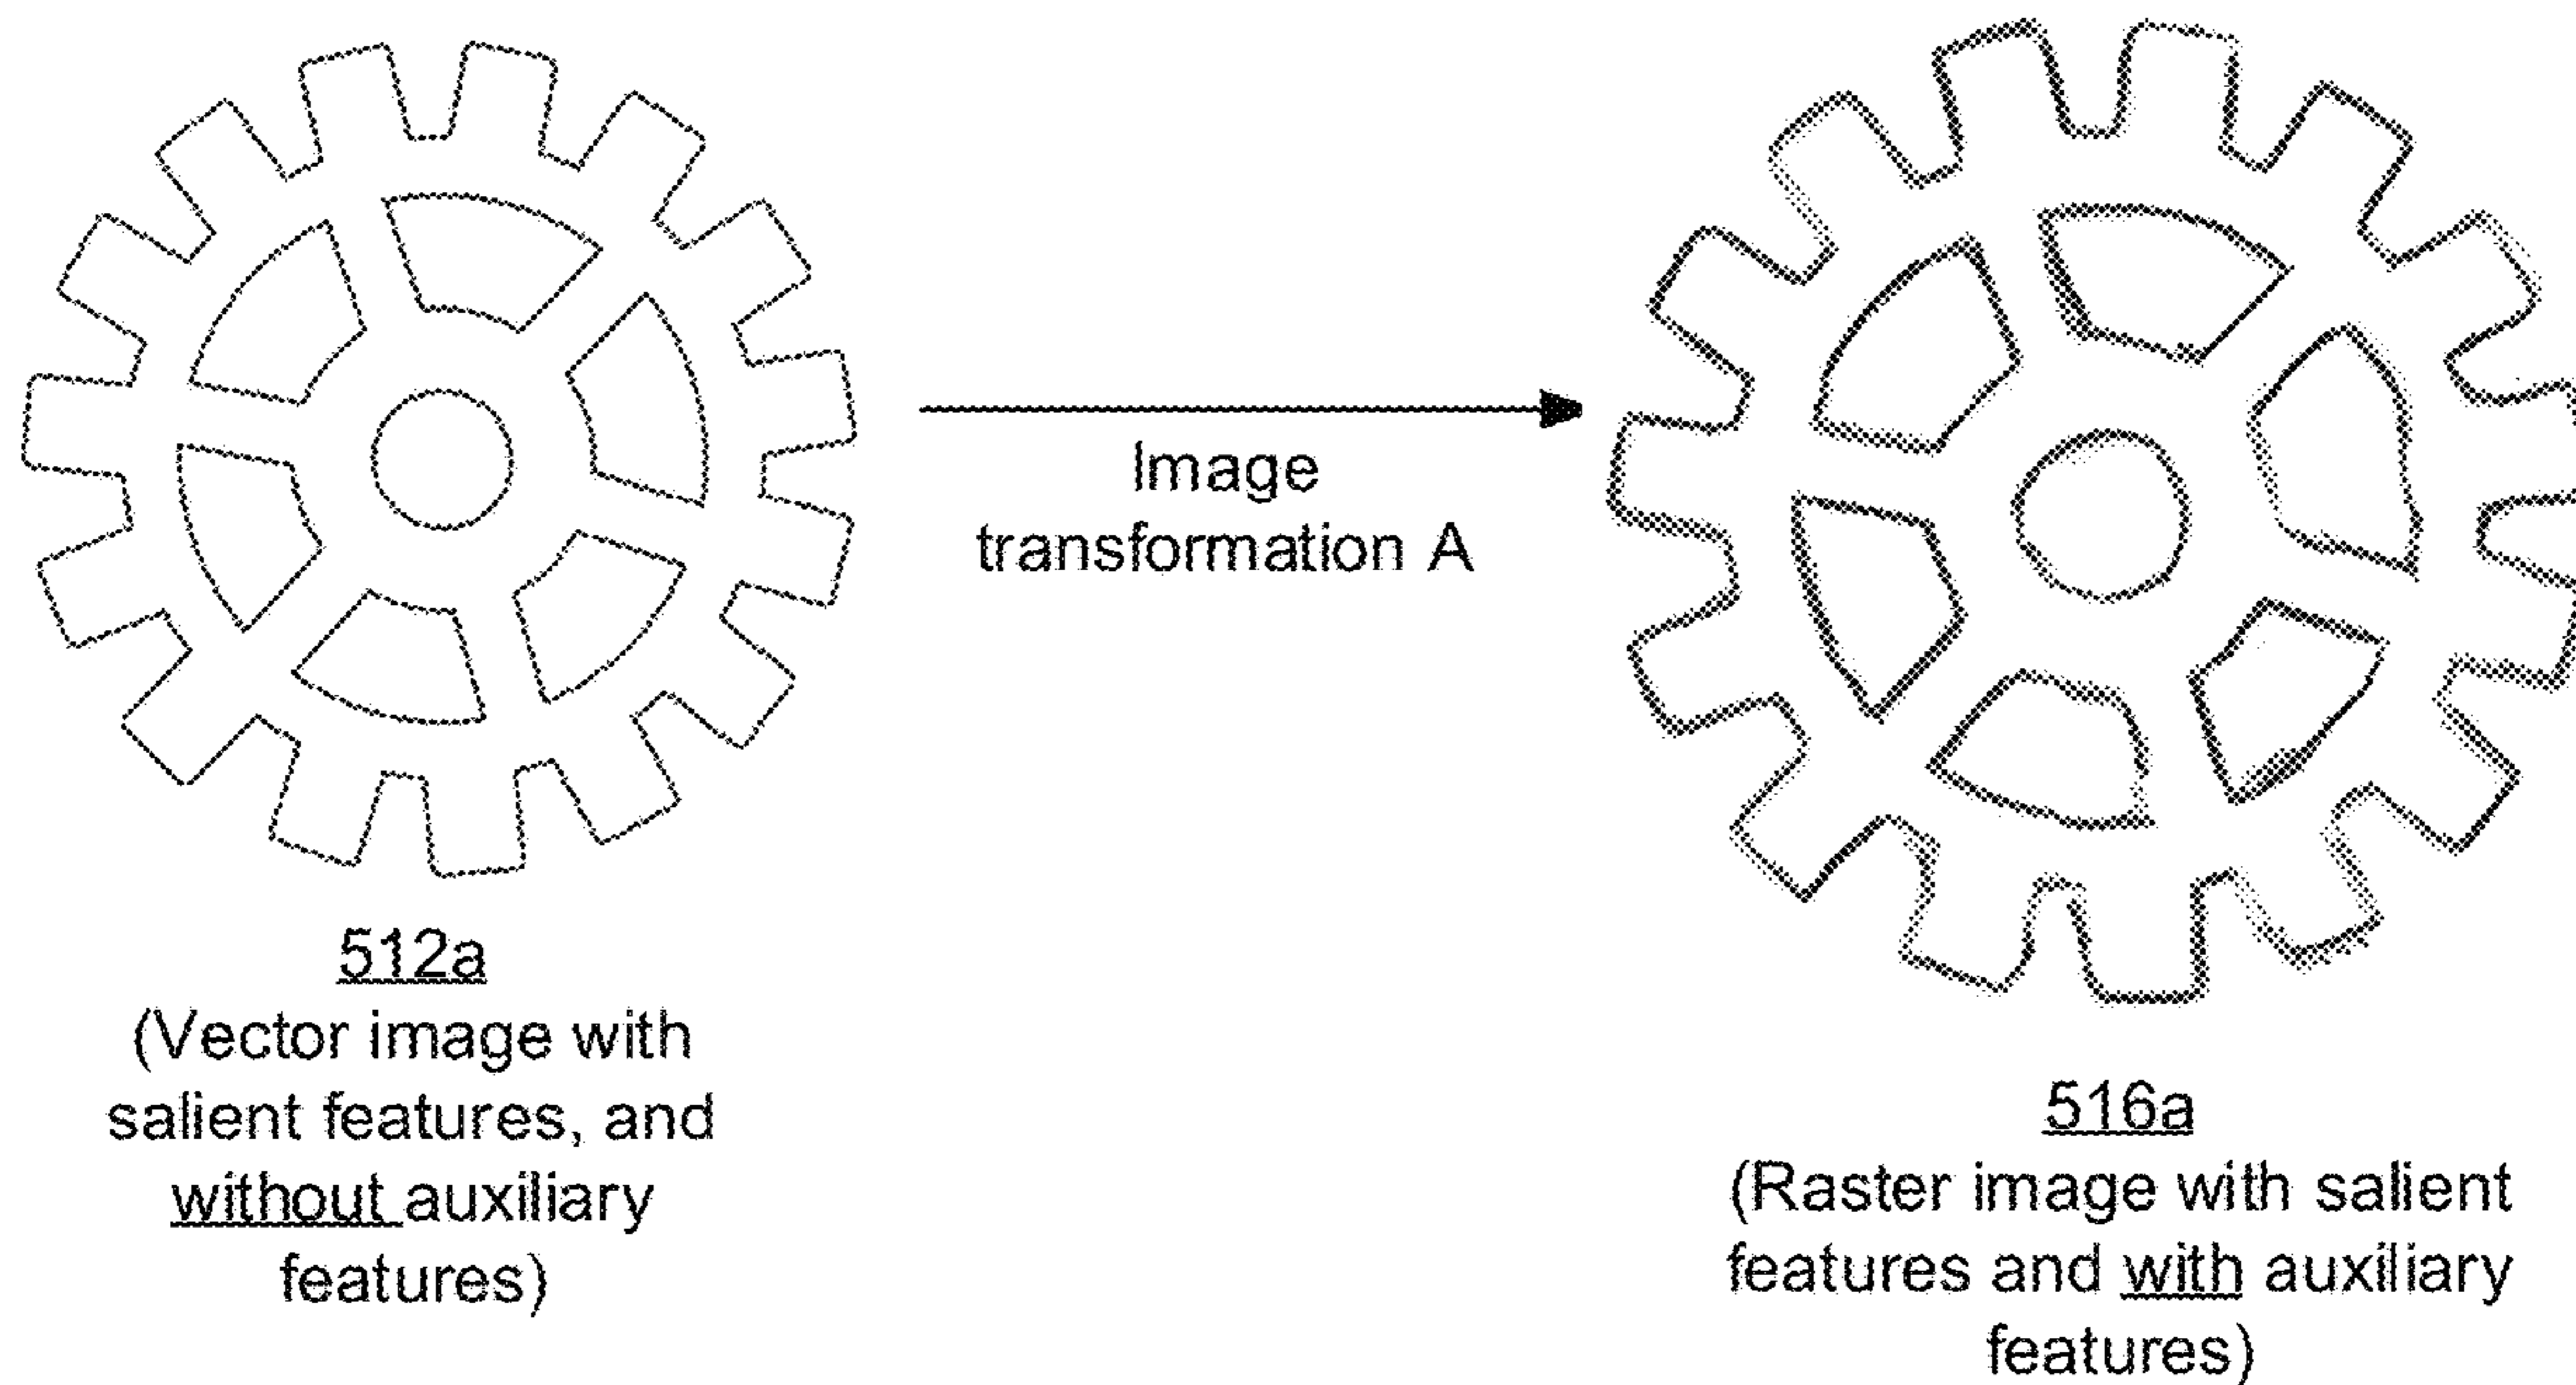 Image
transformation A
512a
(Vector image with
salient features, and
without auxiliary
features)
516a
(Raster image with salient
features and with auxiliary
features)